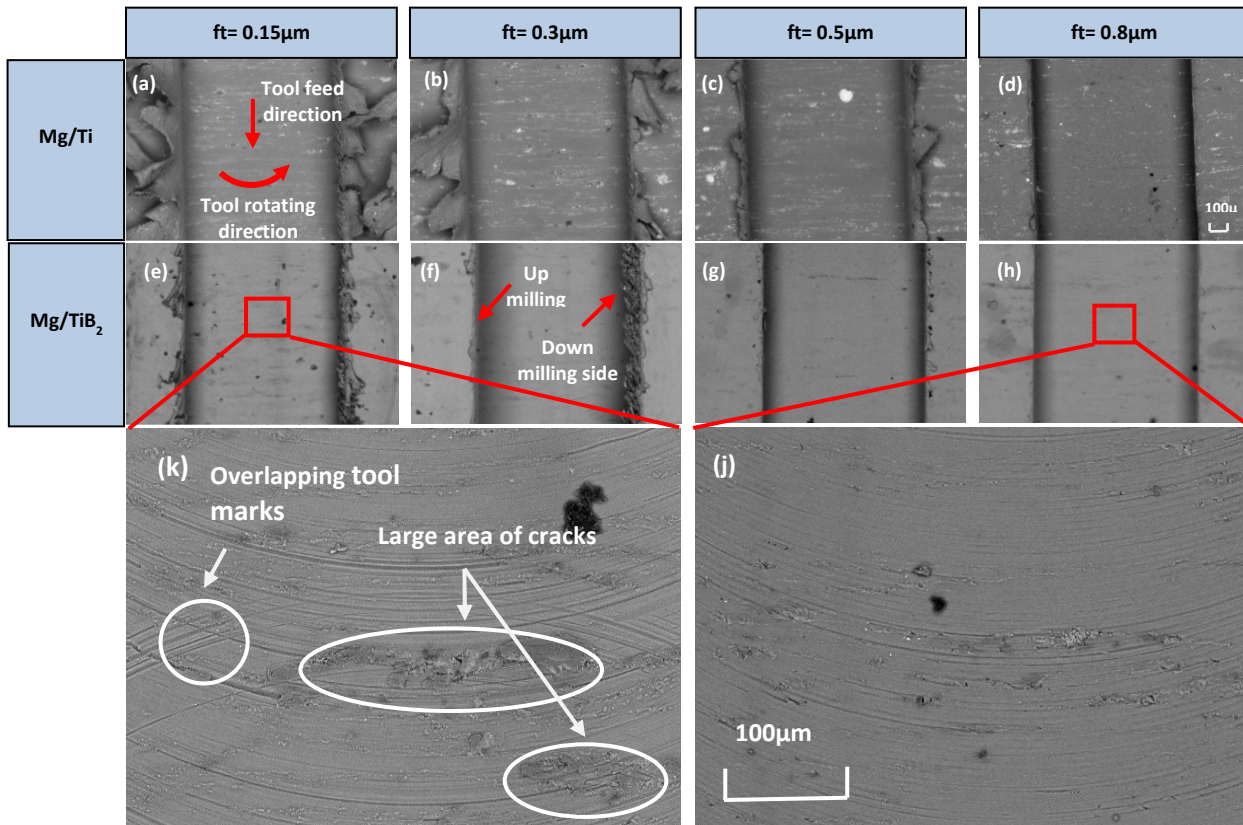 ft= 0.15µm
ft= 0.3µm
ft= 0.5µm
ft= 0.8µm
Mg/Ti
(a)
Tool feed
direction
Tool rotating
direction
(b)
(c)
(d)
100µ
Mg/TiB₂
(e)
(f)
Up
milling
Down
milling side
(g)
(h)
(k)
Overlapping tool
marks
Large area of cracks
(j)
100µm